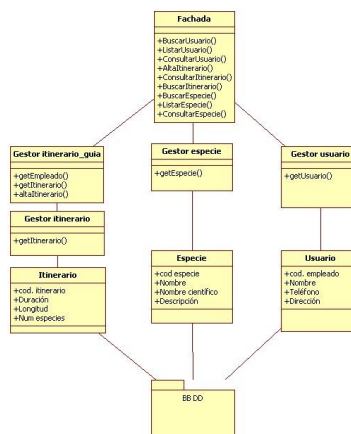 Fachada
+BuscarUsuario()
+ListarUsuario()
+ConsultarUsuario()
+AltaItinerario()
+ConsultarItinerario()
+BuscarItinerario()
+BuscarEspecie()
+ListarEspecie()
+ConsultarEspecie()
Gestor itinerario_guia
+getEmpleado()
+getItinerario()
+altaItinerario()
Gestor itinerario
+getItinerario()
Itinerario
+cod. itinerario
+Duración
+Longitud
+Num especies
Gestor especie
+getEspecie()
Especie
+cod especie
+Nombre
+Nombre científico
+Descripción
Gestor usuario
+getUsuario()
Usuario
+cod. empleado
+Nombre
+Teléfono
+Dirección
BB DD